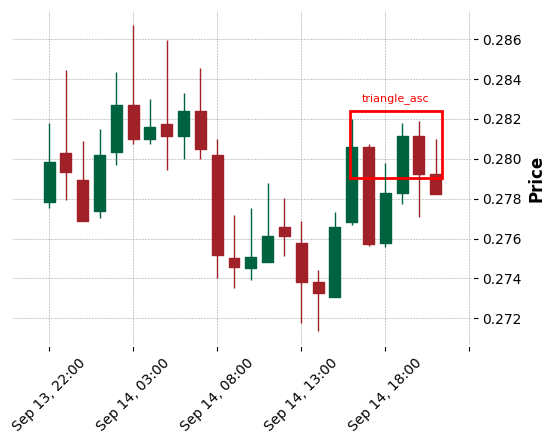 triangle_asc
0.286
0.284
0.282
0.280
0.278
0.276
0.274
0.272
Price
Sep 13, 22:00
Sep 14, 03:00
Sep 14, 08:00
Sep 14, 13:00
Sep 14, 18:00